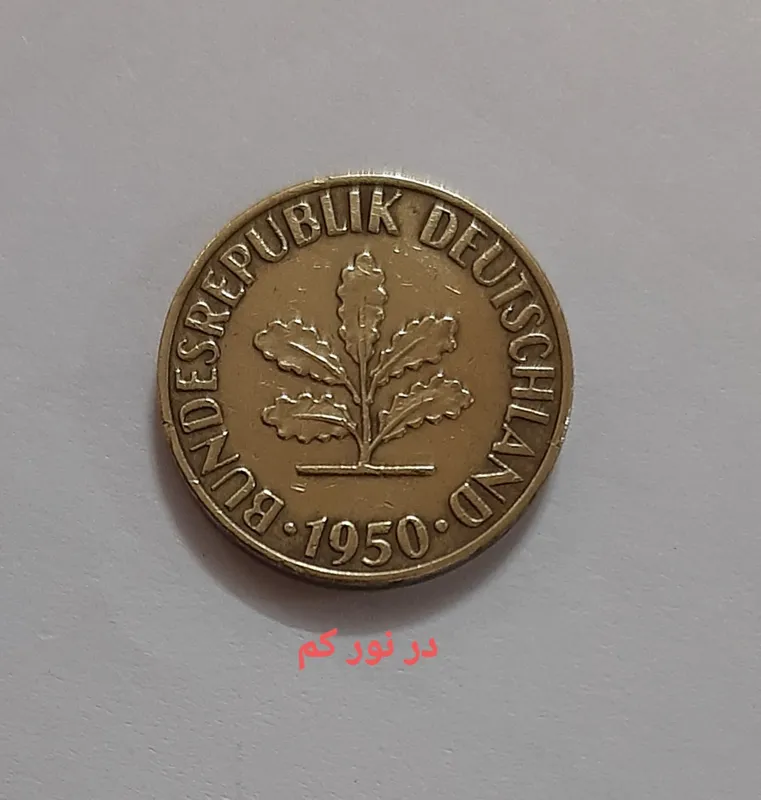 BUNDESREPUBLIK DEUTSCHLAND
· 1950 ·
در نور کم